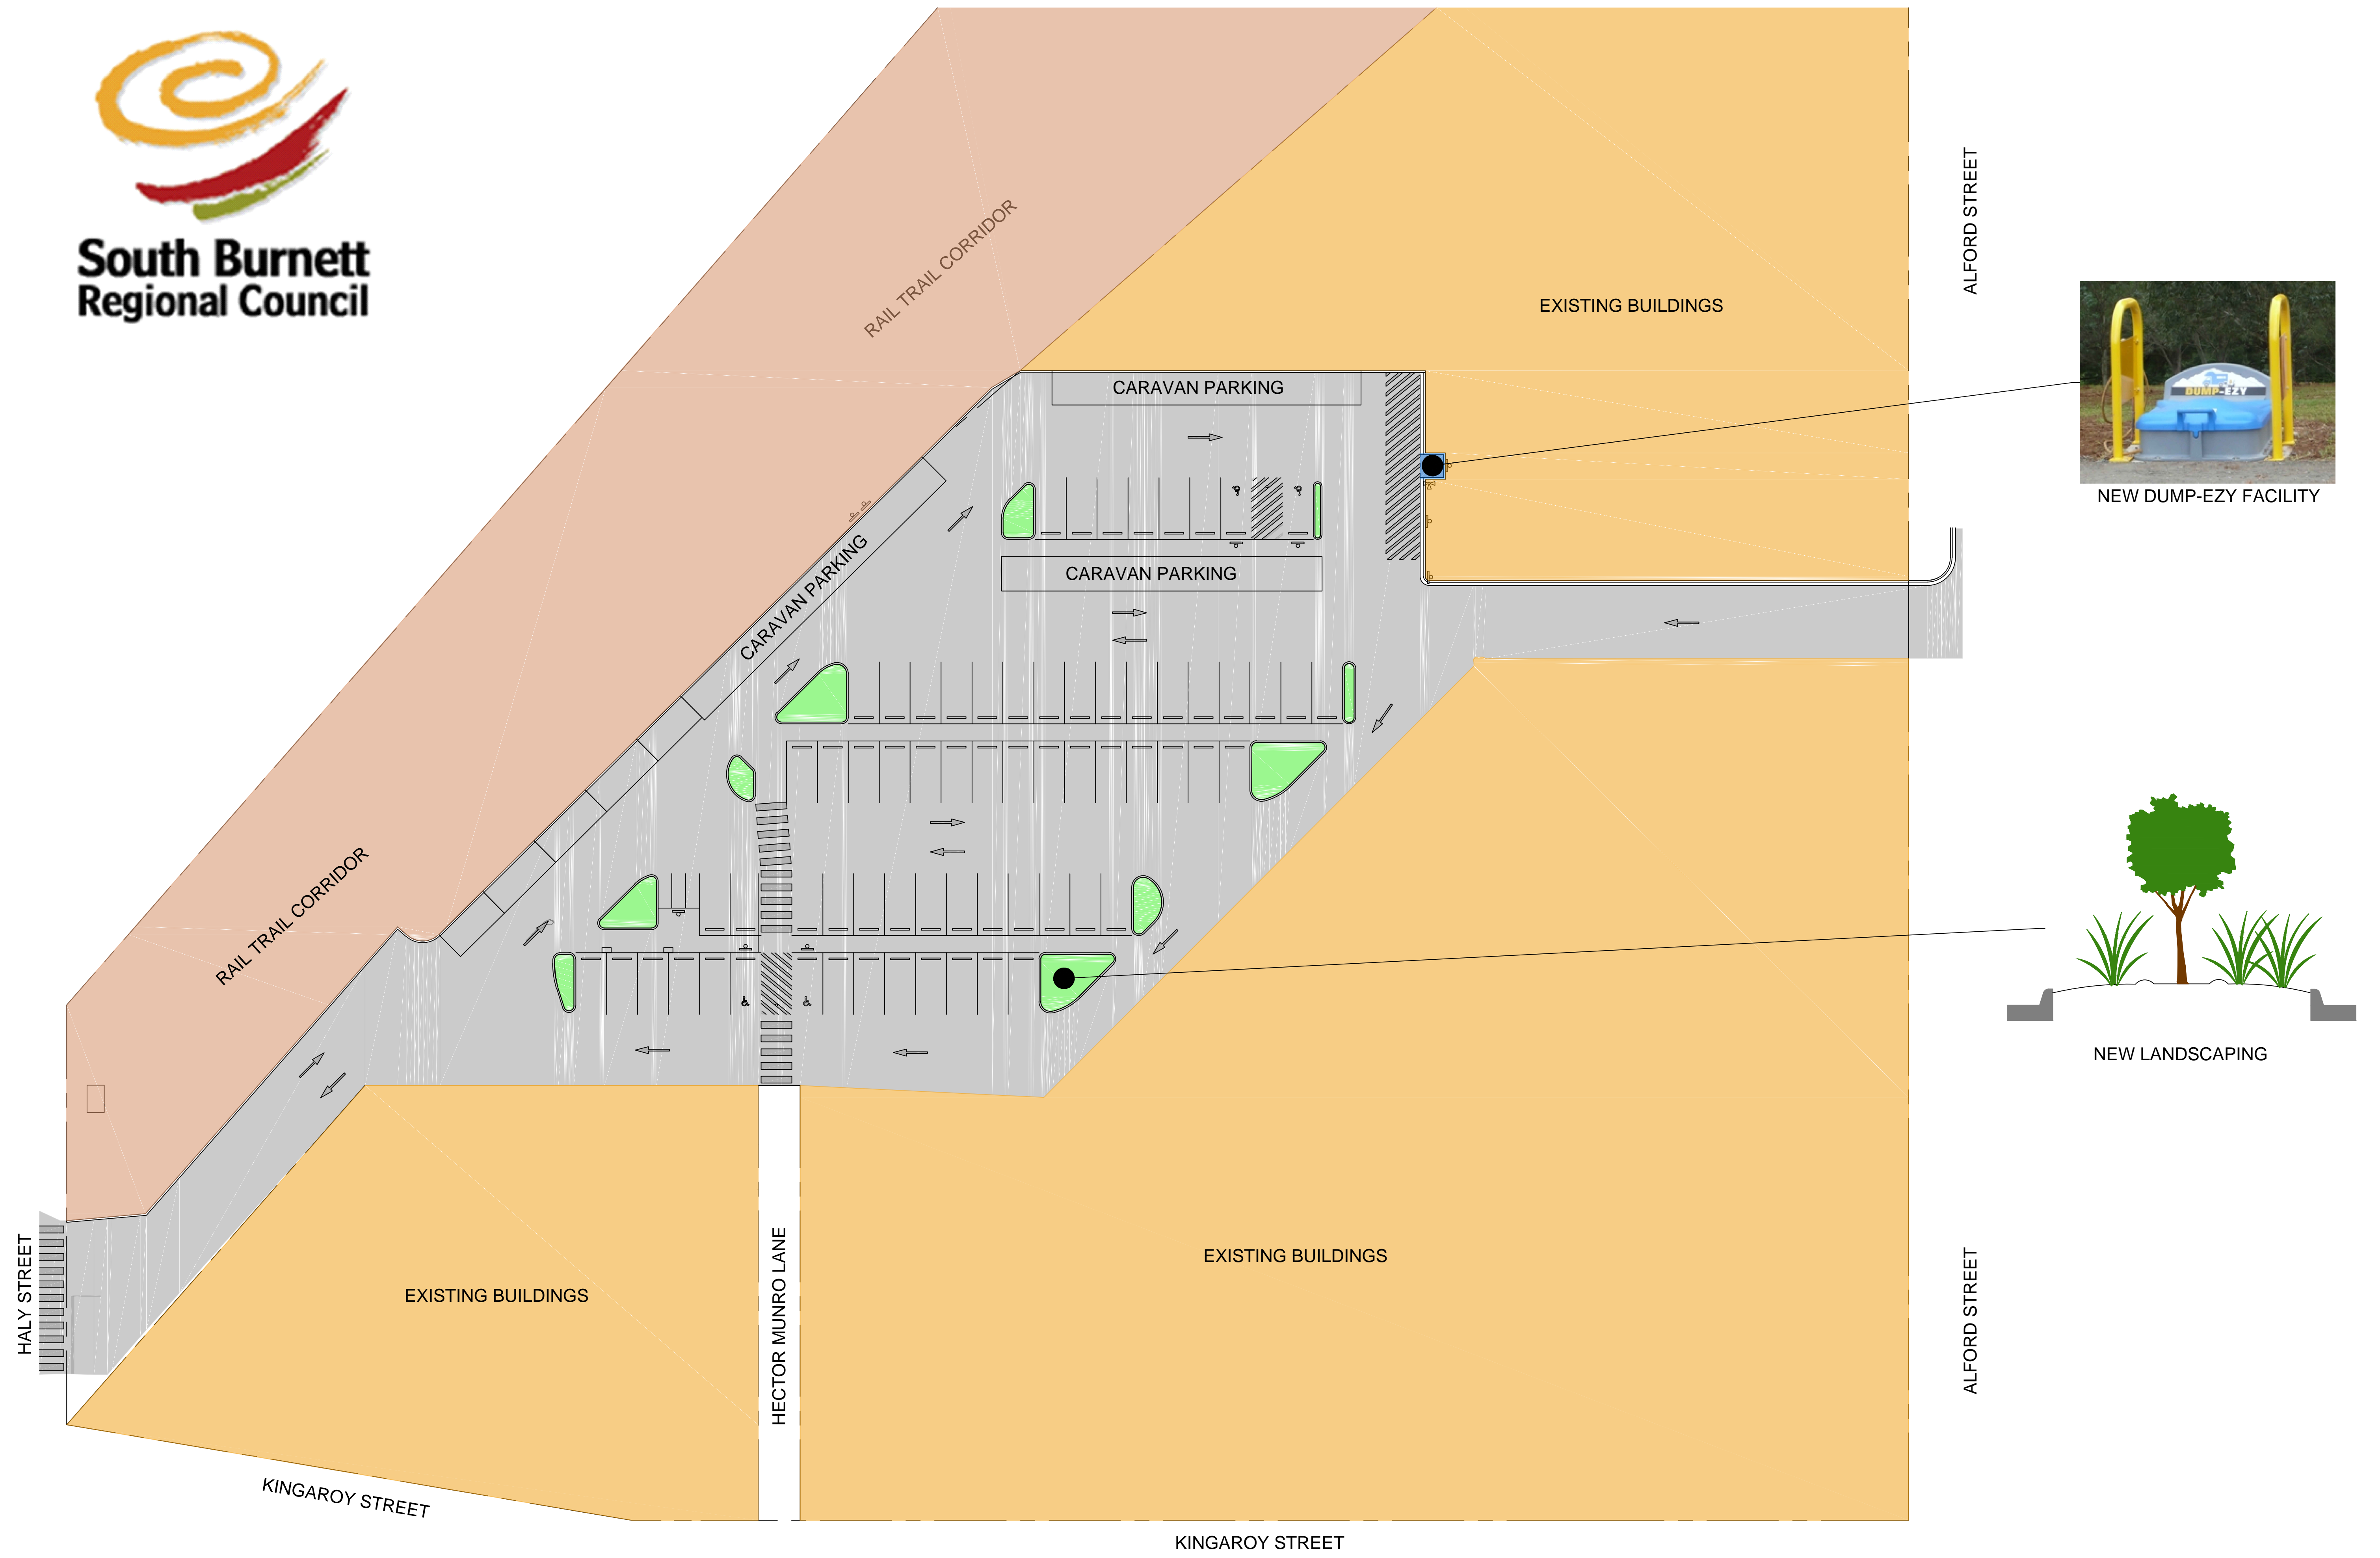 South Burnett
Regional Council
RAIL TRAIL CORRIDOR
EXISTING BUILDINGS
ALFORD STREET
CARAVAN PARKING
DUMP-EZY
NEW DUMP-EZY FACILITY
CARAVAN PARKING
CARAVAN PARKING
RAIL TRAIL CORRIDOR
NEW LANDSCAPING
HALY STREET
EXISTING BUILDINGS
HECTOR MUNRO LANE
EXISTING BUILDINGS
ALFORD STREET
KINGAROY STREET
KINGAROY STREET